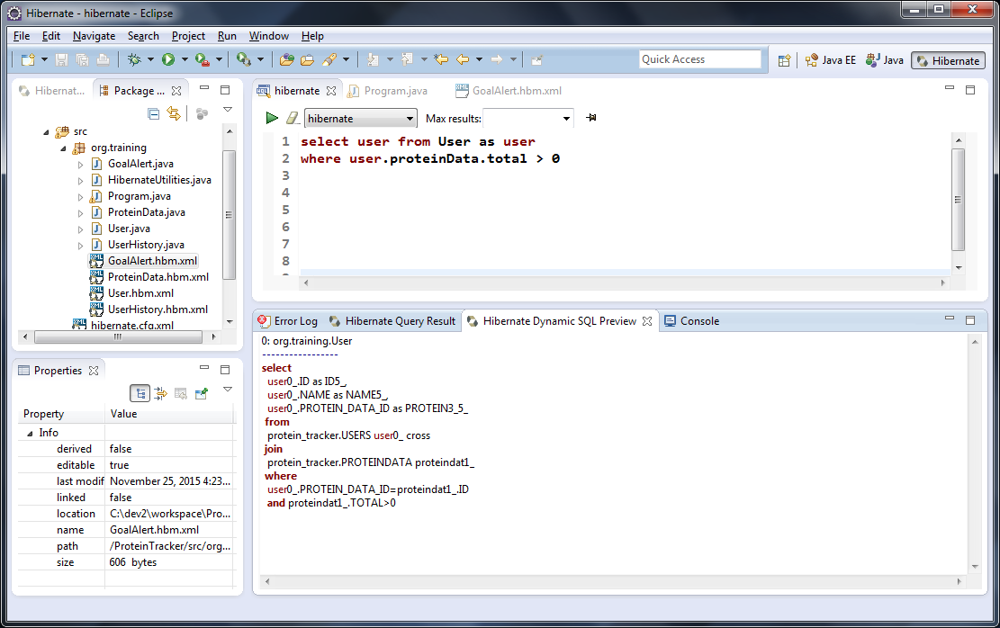 Hibernate - hibernate - Eclipse
File Edit Navigate Search Project Run Window Help
Quick Access Java EE Java Hibernate
Hibernat... Package ...
src
org.training
GoalAlert.java
HibernateUtilities.java
Program.java
ProteinData.java
User.java
UserHistory.java
GoalAlert.hbm.xml
ProteinData.hbm.xml
User.hbm.xml
UserHistory.hbm.xml
hibernate.cfg.xml
Properties
Property Value
Info
derived false
editable true
last modif November 25, 2015 4:23...
linked false
location C:\dev2\workspace\Pro...
name GoalAlert.hbm.xml
path /ProteinTracker/src/org...
size 606 bytes
hibernate Program.java GoalAlert.hbm.xml
hibernate Max results:
1 select user from User as user
2 where user.proteinData.total > 0
3
4
5
6
7
8
Error Log Hibernate Query Result Hibernate Dynamic SQL Preview Console
0: org.training.User
-----------------
select
user0_.ID as ID5_,
user0_.NAME as NAME5_,
user0_.PROTEIN_DATA_ID as PROTEIN3_5_
from
protein_tracker.USERS user0_ cross
join
protein_tracker.PROTEINDATA proteindat1_
where
user0_.PROTEIN_DATA_ID=proteindat1_.ID
and proteindat1_.TOTAL>0